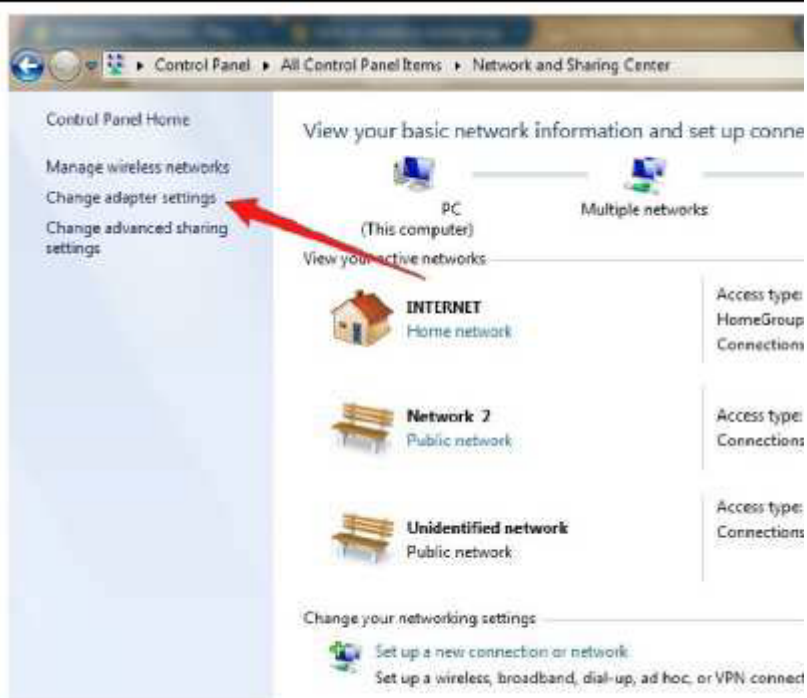 Control Panel ▸ All Control Panel Items ▸ Network and Sharing Center
Control Panel Home
Manage wireless networks
Change adapter settings
Change advanced sharing
settings
View your basic network information and set up conne
PC
(This computer)
Multiple networks
View your active networks
INTERNET
Home network
Access type:
HomeGroup
Connections
Network 2
Public network
Access type:
Connections
Unidentified network
Public network
Access type:
Connections
Change your networking settings
Set up a new connection or network
Set up a wireless, broadband, dial-up, ad hoc, or VPN connect